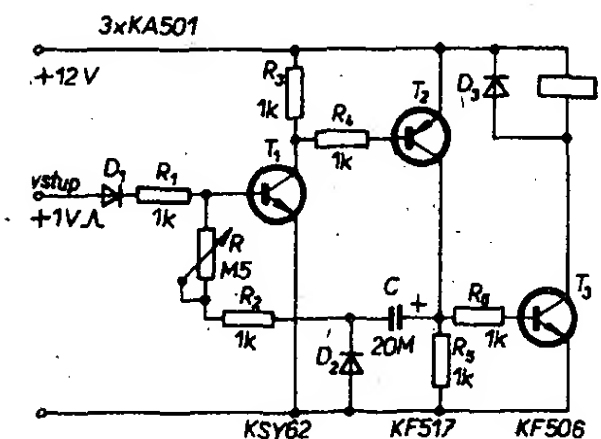 3xKA501
+12 V
R3
1k
T2
D3
R4
1k
T1
vstup
D1
R1
1k
+1V
R
M5
R2
1k
C
+
20M
D2
R6
1k
T3
R5
1k
KSY62
KF517
KF506